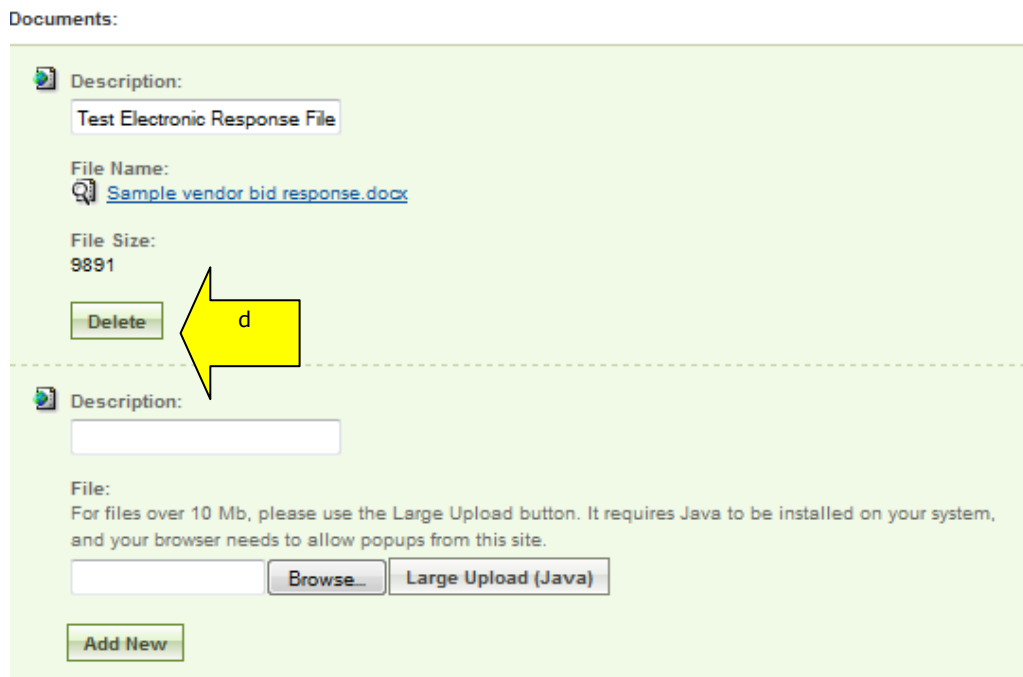 Documents:
Description:
Test Electronic Response File
File Name:
Sample vendor bid response.docx
File Size:
9891
Delete
d
Description:
File:
For files over 10 Mb, please use the Large Upload button. It requires Java to be installed on your system,
and your browser needs to allow popups from this site.
Browse... Large Upload (Java)
Add New